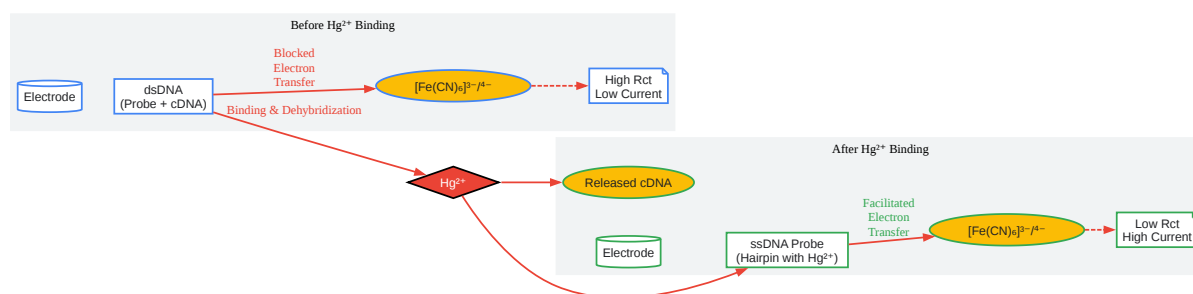 Before Hg²⁺ Binding
Blocked
Electron
Transfer
Electrode
dsDNA
(Probe + cDNA)
[Fe(CN)₆]³⁻/⁴⁻
High Rct
Low Current
Binding & Dehybridization
After Hg²⁺ Binding
Hg²⁺
Released cDNA
Facilitated
Electron
Transfer
Electrode
ssDNA Probe
(Hairpin with Hg²⁺)
[Fe(CN)₆]³⁻/⁴⁻
Low Rct
High Current